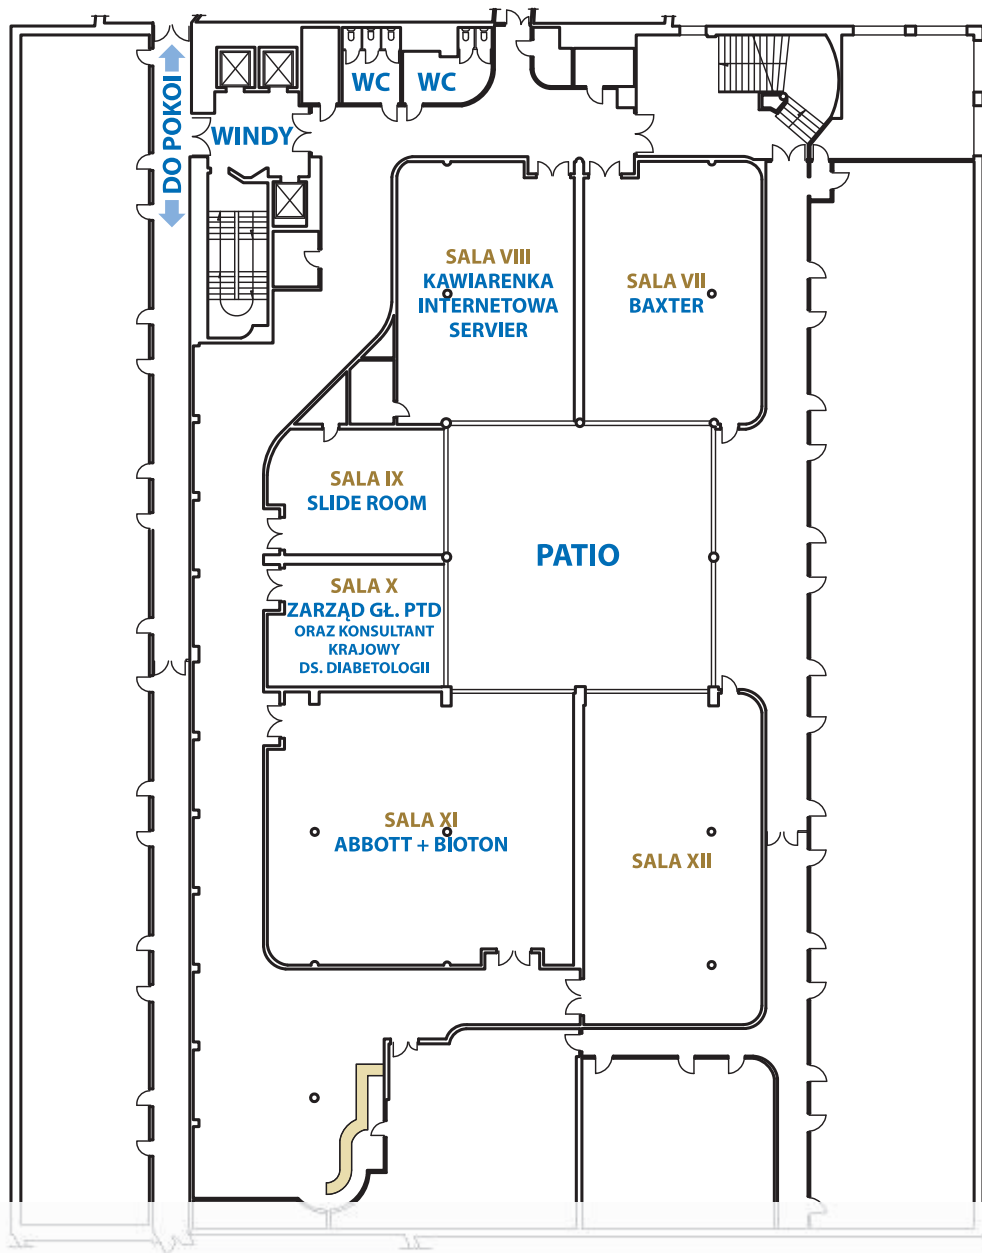 WC
WC
WINDY
DO POKOI
SALA VIII
KAWIARENKA
INTERNETOWA
SERVIER
SALA VII
BAXTER
SALA IX
SLIDE ROOM
PATIO
SALA X
ZARZĄD GŁ. PTD
ORAZ KONSULTANT
KRAJOWY
DS. DIABETOLOGII
SALA XI
ABBOTT + BIOTON
SALA XII